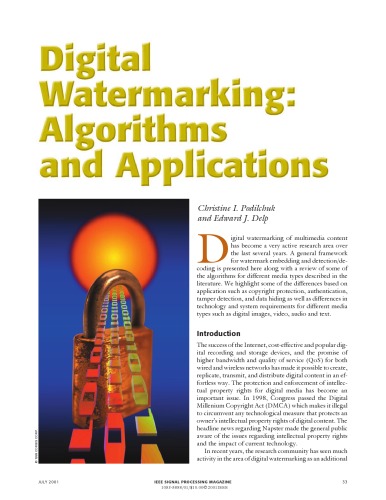 Digital
Watermarking:
Algorithms
and Applications
Christine I. Podilchuk
and Edward J. Delp
Digital watermarking of multimedia content
has become a very active research area over
the last several years. A general framework
for watermark embedding and detection/de-
coding is presented here along with a review of some of
the algorithms for different media types described in the
literature. We highlight some of the differences based on
application such as copyright protection, authentication,
tamper detection, and data hiding as well as differences in
technology and system requirements for different media
types such as digital images, video, audio and text.
Introduction
The success of the Internet, cost-effective and popular dig-
ital recording and storage devices, and the promise of
higher bandwidth and quality of service (QoS) for both
wired and wireless networks has made it possible to create,
replicate, transmit, and distribute digital content in an ef-
fortless way. The protection and enforcement of intellec-
tual property rights for digital media has become an
important issue. In 1998, Congress passed the Digital
Millenium Copyright Act (DMCA) which makes it illegal
to circumvent any technological measure that protects an
owner's intellectual property rights of digital content. The
headline news regarding Napster made the general public
aware of the issues regarding intellectual property rights
and the impact of current technology.
In recent years, the research community has seen much
activity in the area of digital watermarking as an additional
JULY 2001
IEEE SIGNAL PROCESSING MAGAZINE
33
1053-5888/01/$10.00©2001IEEE